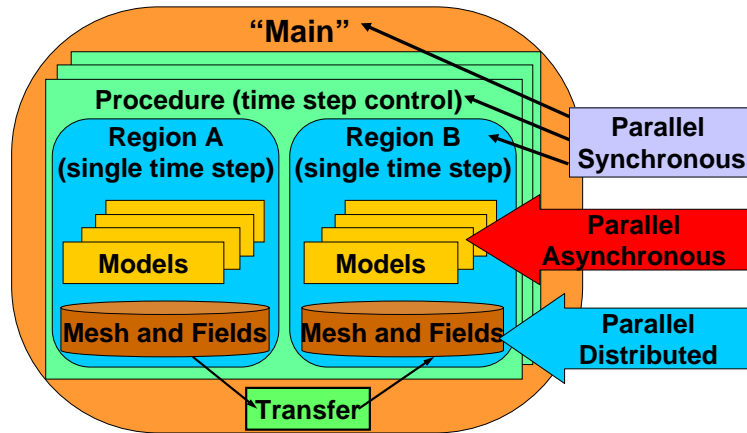 “Main”
Procedure (time step control)
Region A
(single time step)
Models
Mesh and Fields
Region B
(single time step)
Models
Mesh and Fields
Transfer
Parallel
Synchronous
Parallel
Asynchronous
Parallel
Distributed